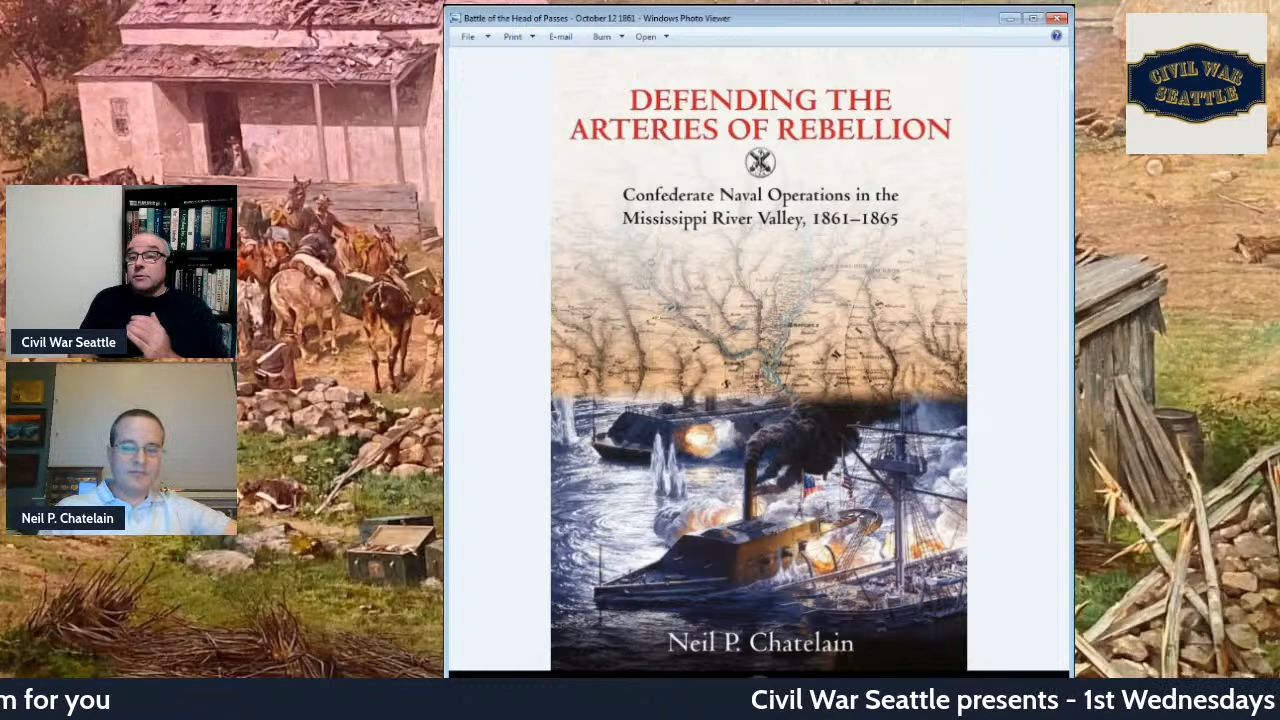 Battle of the Head of Passes - October 12 1861 - Windows Photo Viewer
File Print E-mail Burn Open
DEFENDING THE
ARTERIES OF REBELLION
Confederate Naval Operations in the
Mississippi River Valley, 1861–1865
Neil P. Chatelain
CIVIL WAR
SEATTLE
Civil War Seattle
Neil P. Chatelain
m for you
Civil War Seattle presents - 1st Wednesdays